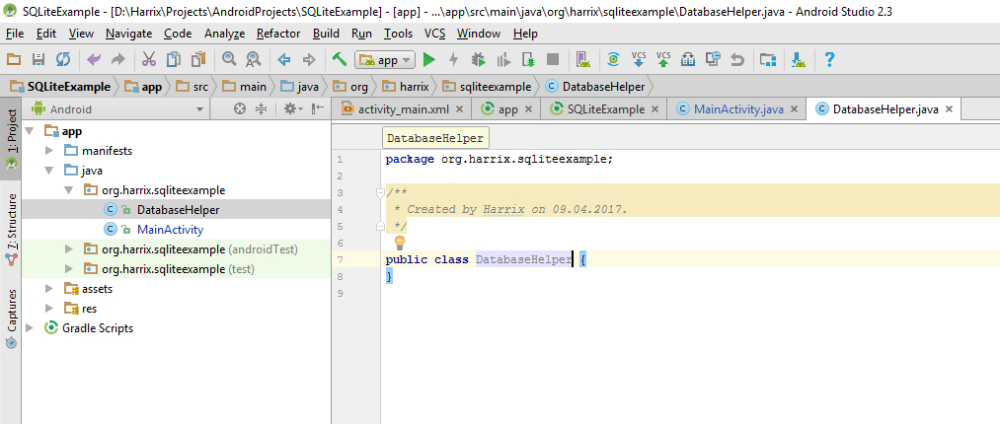 SQLiteExample - [D:\Harrix\Projects\AndroidProjects\SQLiteExample] - [app] - ...\app\src\main\java\org\harrix\sqliteexample\DatabaseHelper.java - Android Studio 2.3
File Edit View Navigate Code Analyze Refactor Build Run Tools VCS Window Help
app VCS VCS
SQLiteExample app src main java org harrix sqliteexample DatabaseHelper
1: Project
7: Structure
Captures
Android
app
manifests
java
org.harrix.sqliteexample
DatabaseHelper
MainActivity
org.harrix.sqliteexample (androidTest)
org.harrix.sqliteexample (test)
assets
res
Gradle Scripts
activity_main.xml app SQLiteExample MainActivity.java DatabaseHelper.java
DatabaseHelper
1 package org.harrix.sqliteexample;
2
3 /**
4 * Created by Harrix on 09.04.2017.
5 */
6
7 public class DatabaseHelper {
8 }
9